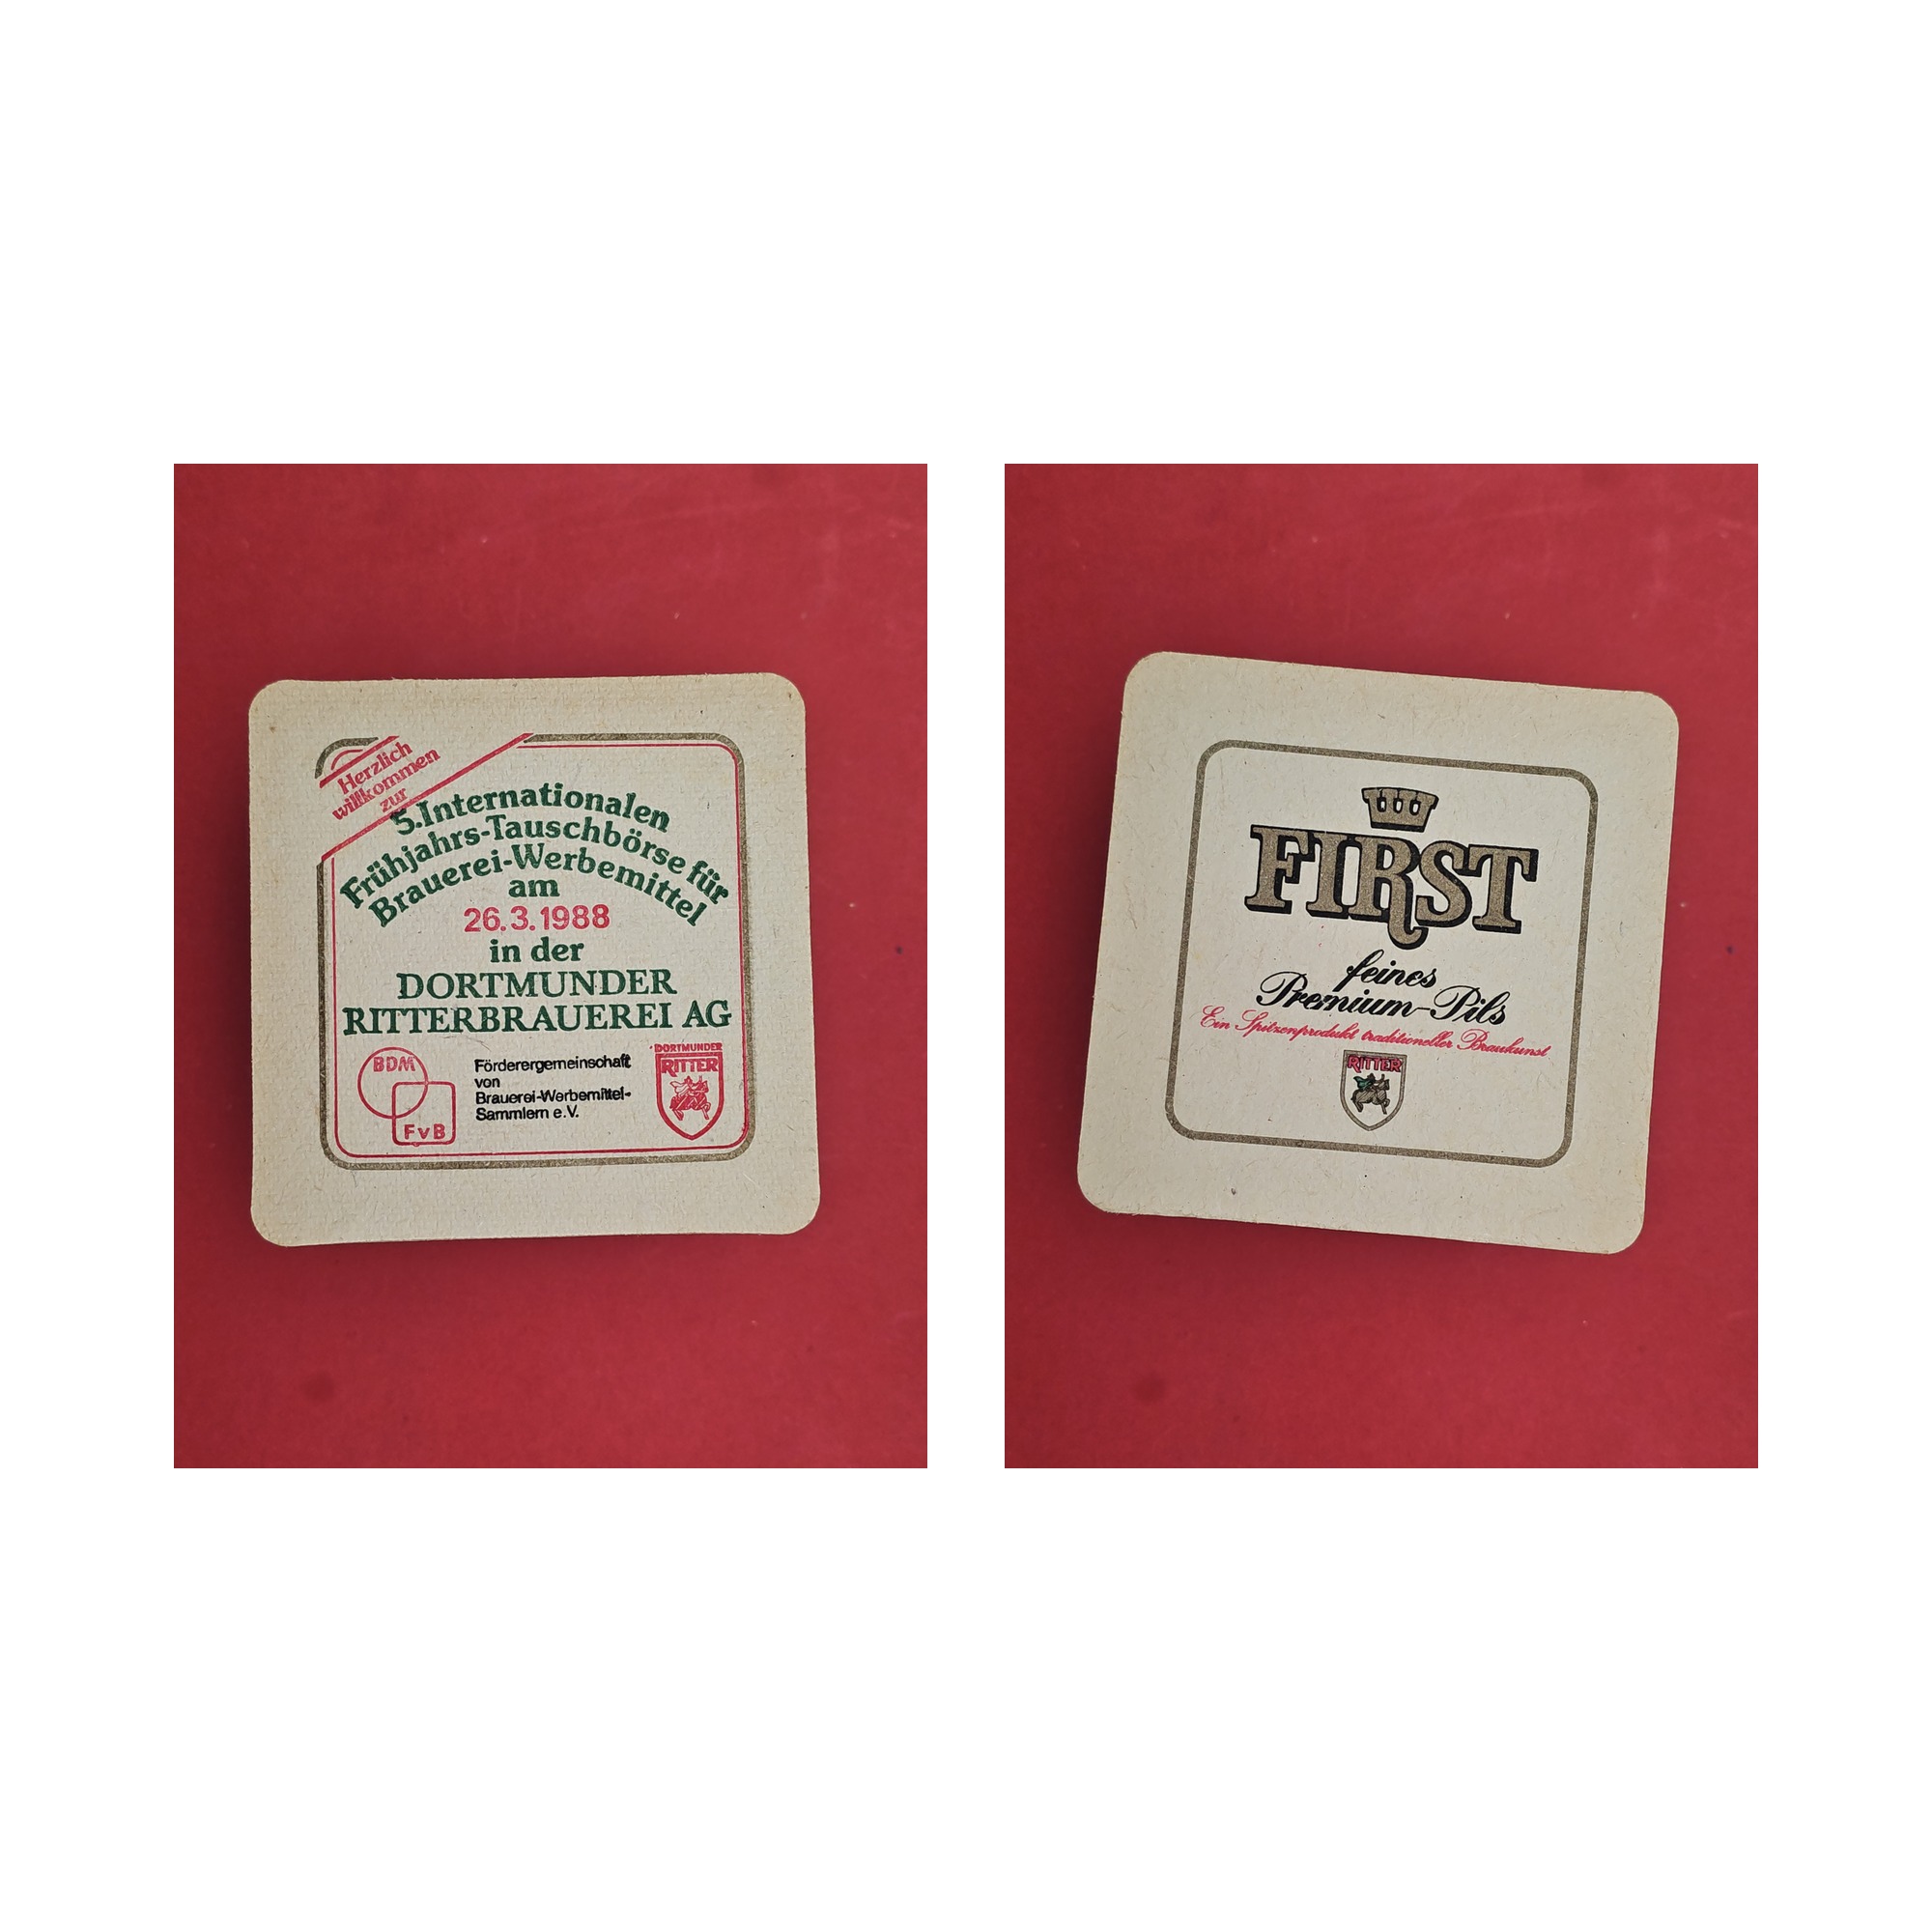 Herzlich
willkommen
zur
5.Internationalen
Frühjahrs-Tauschbörse für
Brauerei-Werbemittel
am
26.3.1988
in der
DORTMUNDER
RITTERBRAUEREI AG
BDM
FvB
Förderergemeinschaft
von
Brauerei-Werbemittel-
Sammlern e.V.
DORTMUNDER
RITTER
FIRST
feines
Premium-Pils
Ein Spitzenprodukt traditioneller Braukunst
RITTER